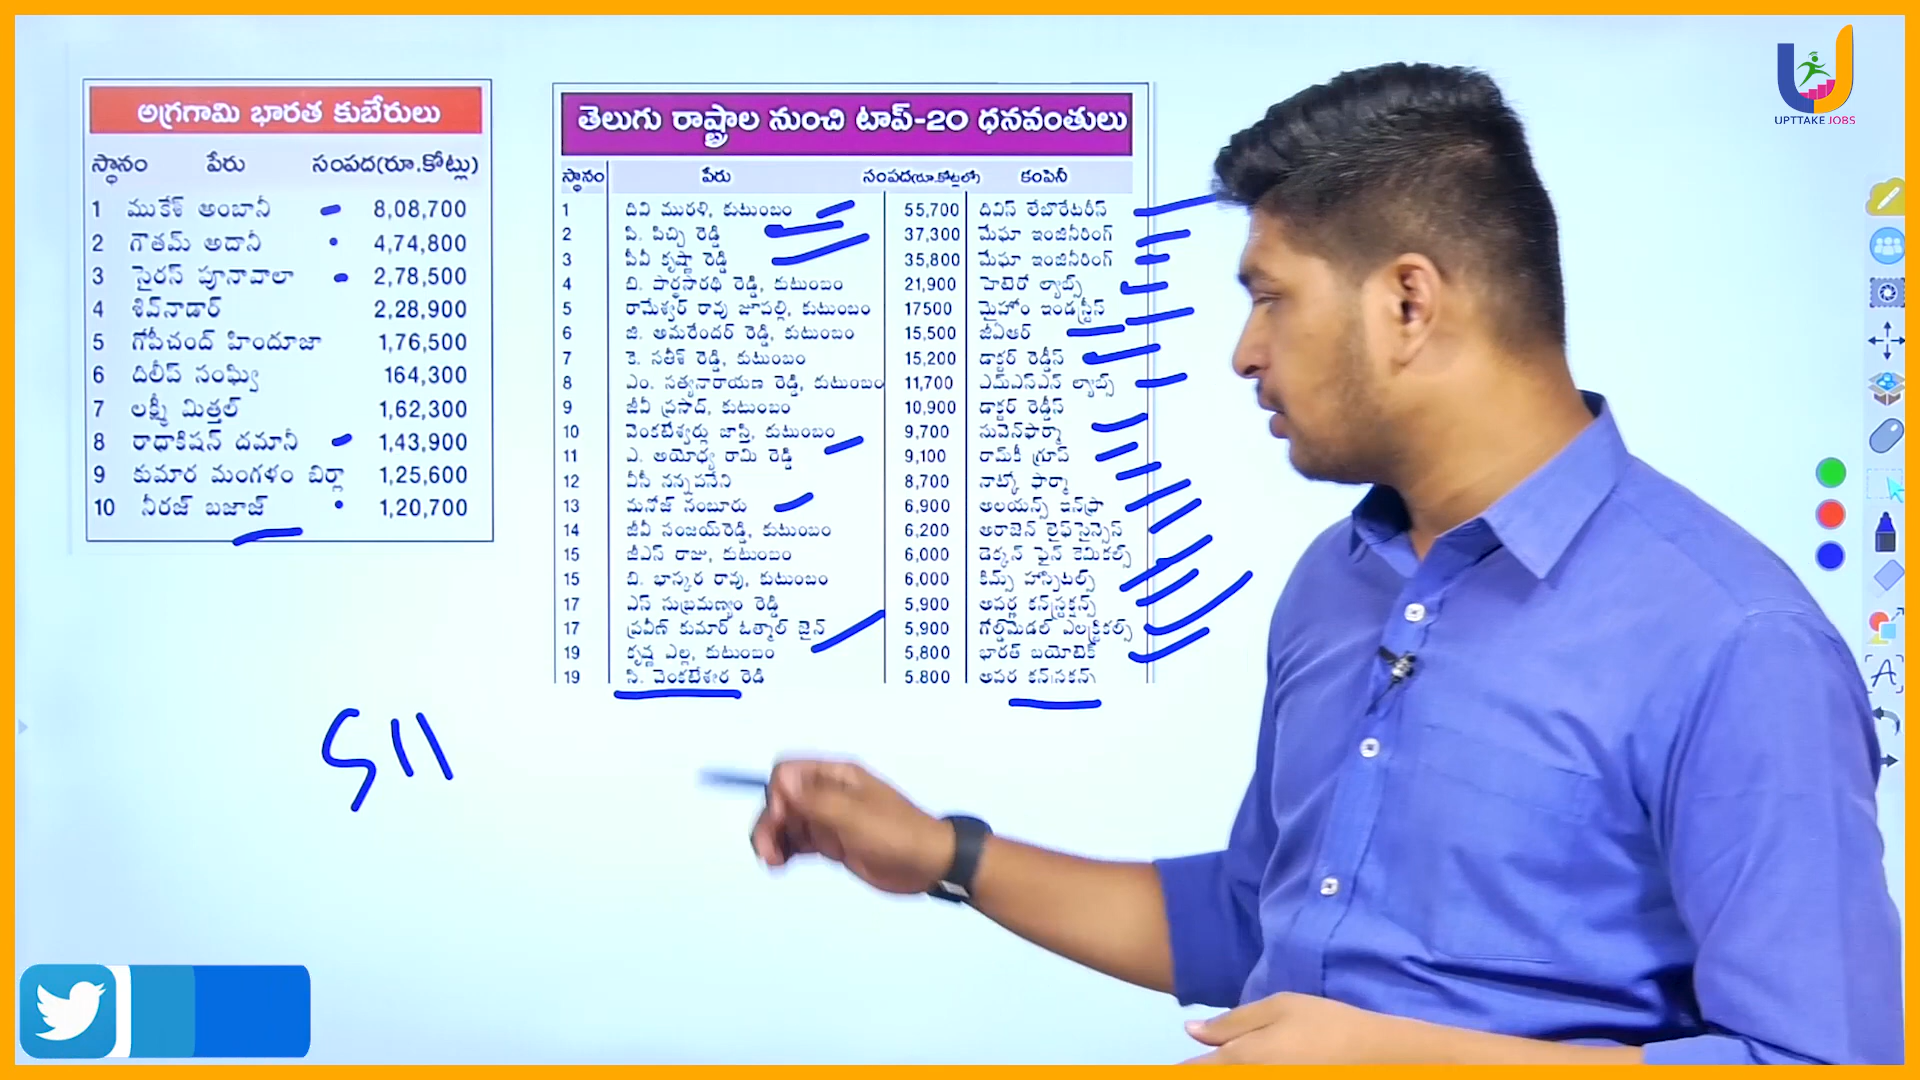 అగ్రగామి భారత కుబేరులు
స్థానం పేరు సంపద(రూ.కోట్లు)
1 ముకేశ్ అంబానీ 8,08,700
2 గౌతమ్ అదానీ 4,74,800
3 సైరస్ పూనావాలా 2,78,500
4 శివ్‌నాడార్ 2,28,900
5 గోపీచంద్ హిందూజా 1,76,500
6 దిలీప్ సంఘ్వి 164,300
7 లక్ష్మీ మిత్తల్ 1,62,300
8 రాధాకిషన్ దమానీ 1,43,900
9 కుమార మంగళం బిర్లా 1,25,600
10 నీరజ్ బజాజ్ 1,20,700
తెలుగు రాష్ట్రాల నుంచి టాప్-20 ధనవంతులు
స్థానం పేరు సంపద(రూ.కోట్లలో) కంపెనీ
1 దివి మురళి, కుటుంబం 55,700 దివిస్ లేబొరేటరీస్
2 పి. పిచ్చి రెడ్డి 37,300 మేఘా ఇంజినీరింగ్
3 పీవీ కృష్ణా రెడ్డి 35,800 మేఘా ఇంజినీరింగ్
4 బి. పార్థసారథి రెడ్డి, కుటుంబం 21,900 హెటెరో ల్యాబ్స్
5 రామేశ్వర్ రావు జూపల్లి, కుటుంబం 17500 మైహోం ఇండస్ట్రీస్
6 జి. అమరేందర్ రెడ్డి, కుటుంబం 15,500 జీఏఆర్
7 కె. సతీశ్ రెడ్డి, కుటుంబం 15,200 డాక్టర్ రెడ్డీస్
8 ఎం. సత్యనారాయణ రెడ్డి, కుటుంబం 11,700 ఎమ్ఎస్ఎన్ ల్యాబ్స్
9 జీవీ ప్రసాద్, కుటుంబం 10,900 డాక్టర్ రెడ్డీస్
10 వెంకటేశ్వర్లు జాస్తి, కుటుంబం 9,700 సువెన్‌ఫార్మా
11 ఎ. అయోధ్య రామి రెడ్డి 9,100 రామ్‌కీ గ్రూప్
12 వీసీ నన్నపనేని 8,700 నాట్కో ఫార్మా
13 మనోజ్ నంబూరు 6,900 అలయన్స్ ఇన్‌ఫ్రా
14 జీవీ సంజయ్‌రెడ్డి, కుటుంబం 6,200 అరాజెన్ లైఫ్‌సైన్సెస్
15 జీఎస్ రాజు, కుటుంబం 6,000 డెక్కన్ ఫైన్ కెమికల్స్
15 బి. భాస్కర రావు, కుటుంబం 6,000 కిమ్స్ హాస్పిటల్స్
17 ఎస్ సుబ్రమణ్యం రెడ్డి 5,900 అపర్ణ కన్‌స్ట్రక్షన్స్
17 ప్రవీణ్ కుమార్ ఓత్మాల్ జైన్ 5,900 గోల్డ్‌మెడల్ ఎలక్ట్రికల్స్
19 కృష్ణ ఎల్ల, కుటుంబం 5,800 భారత్ బయోటెక్
19 సి. వెంకటేశ్వర రెడ్డి 5.800
SII
UPTTAKE JOBS